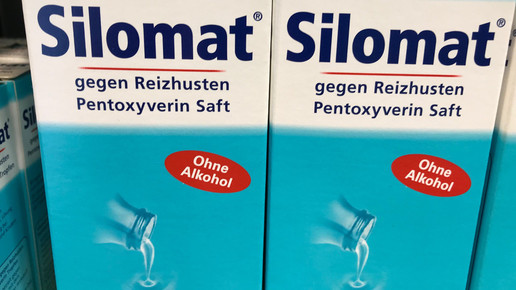 Silomat®
gegen Reizhusten
Pentoxyverin Saft
Ohne
Alkohol
Silomat®
gegen Reizhusten
Pentoxyverin Saft
Ohne
Alkohol